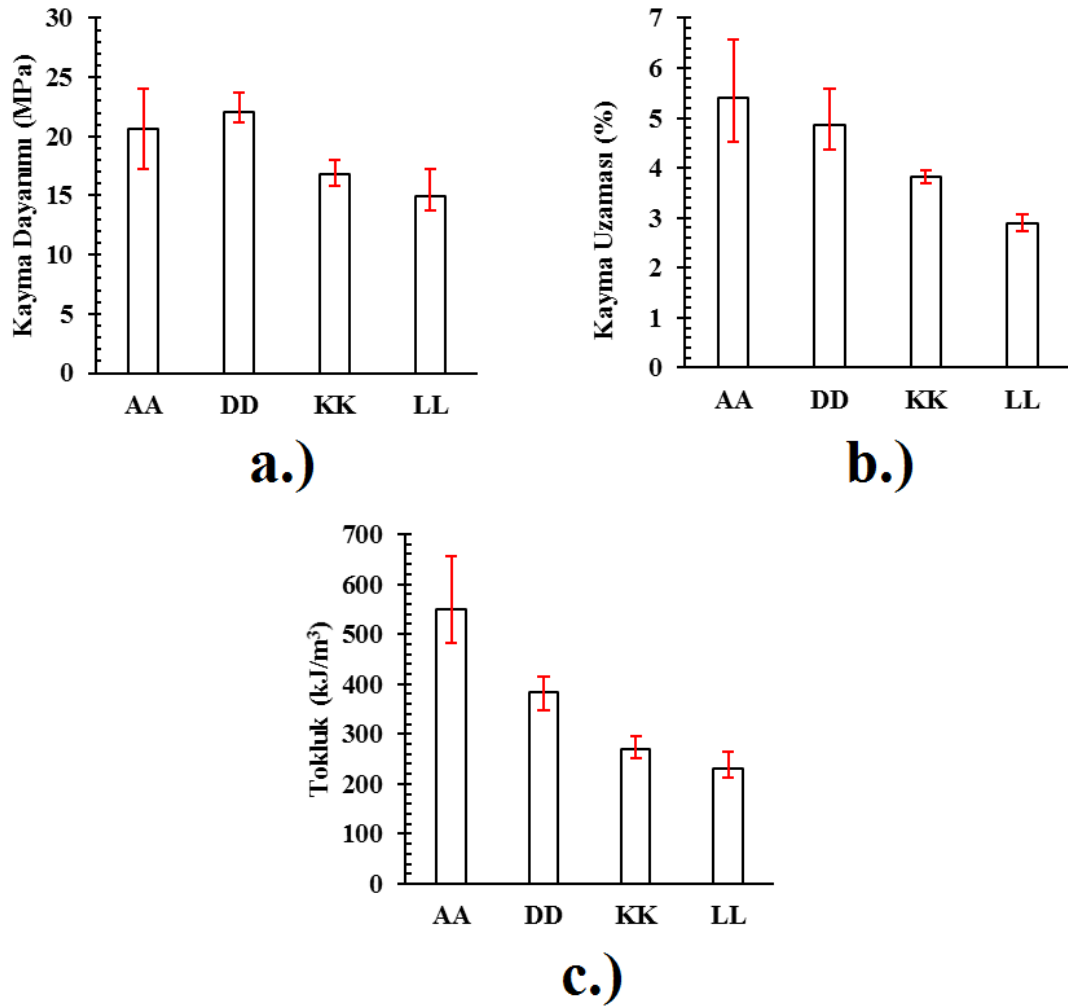 Kayma Dayanımı (MPa)
30
25
20
15
10
5
0
AA DD KK LL
a.)
Kayma Uzaması (%)
7
6
5
4
3
2
1
0
AA DD KK LL
b.)
Tokluk (kJ/m³)
700
600
500
400
300
200
100
0
AA DD KK LL
c.)